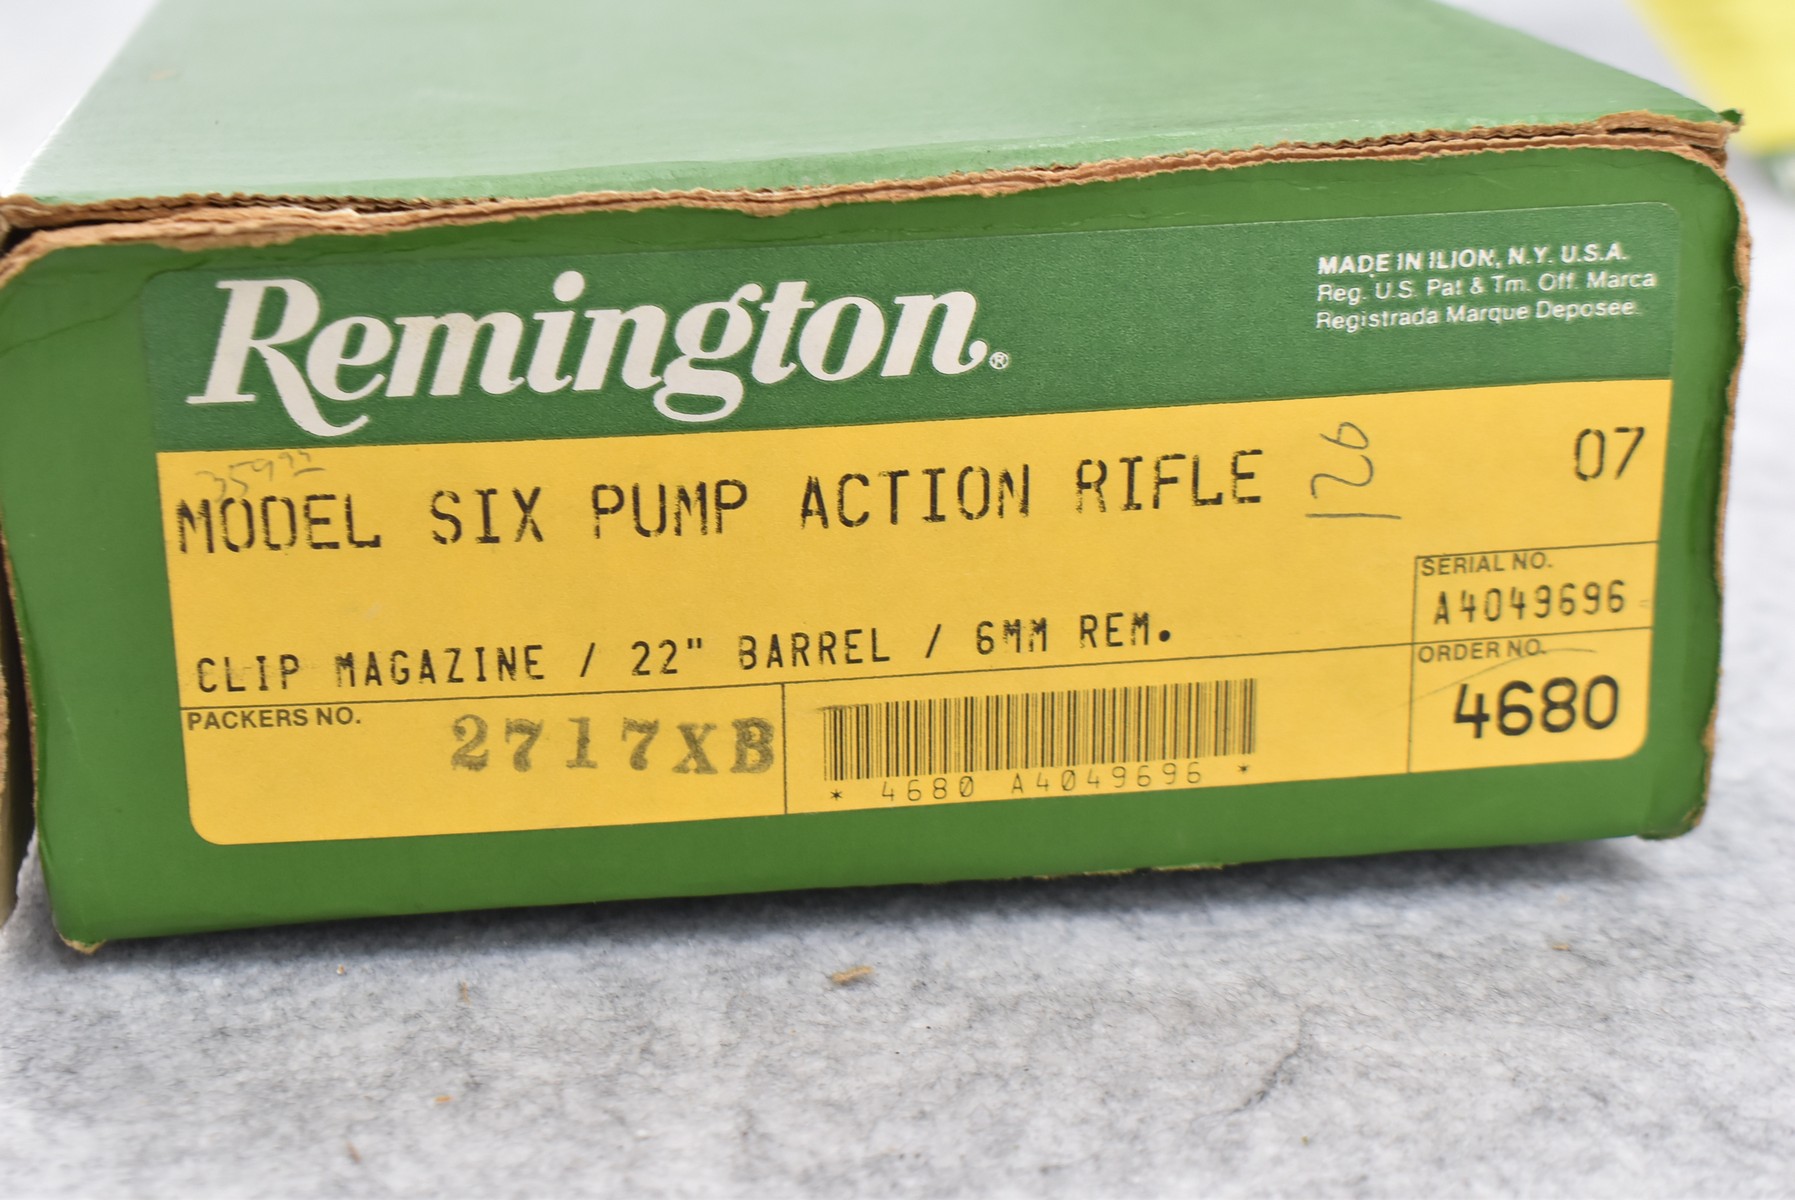 Remington®
MADE IN ILION, N.Y. U.S.A.
Reg. U.S. Pat & Tm. Off. Marca
Registrada Marque Deposee.
359
MODEL SIX PUMP ACTION RIFLE
126
07
CLIP MAGAZINE / 22" BARREL / 6MM REM.
SERIAL NO.
A4049696
ORDER NO.
4680
PACKERS NO.
2717XB
* 4680 A4049696 *